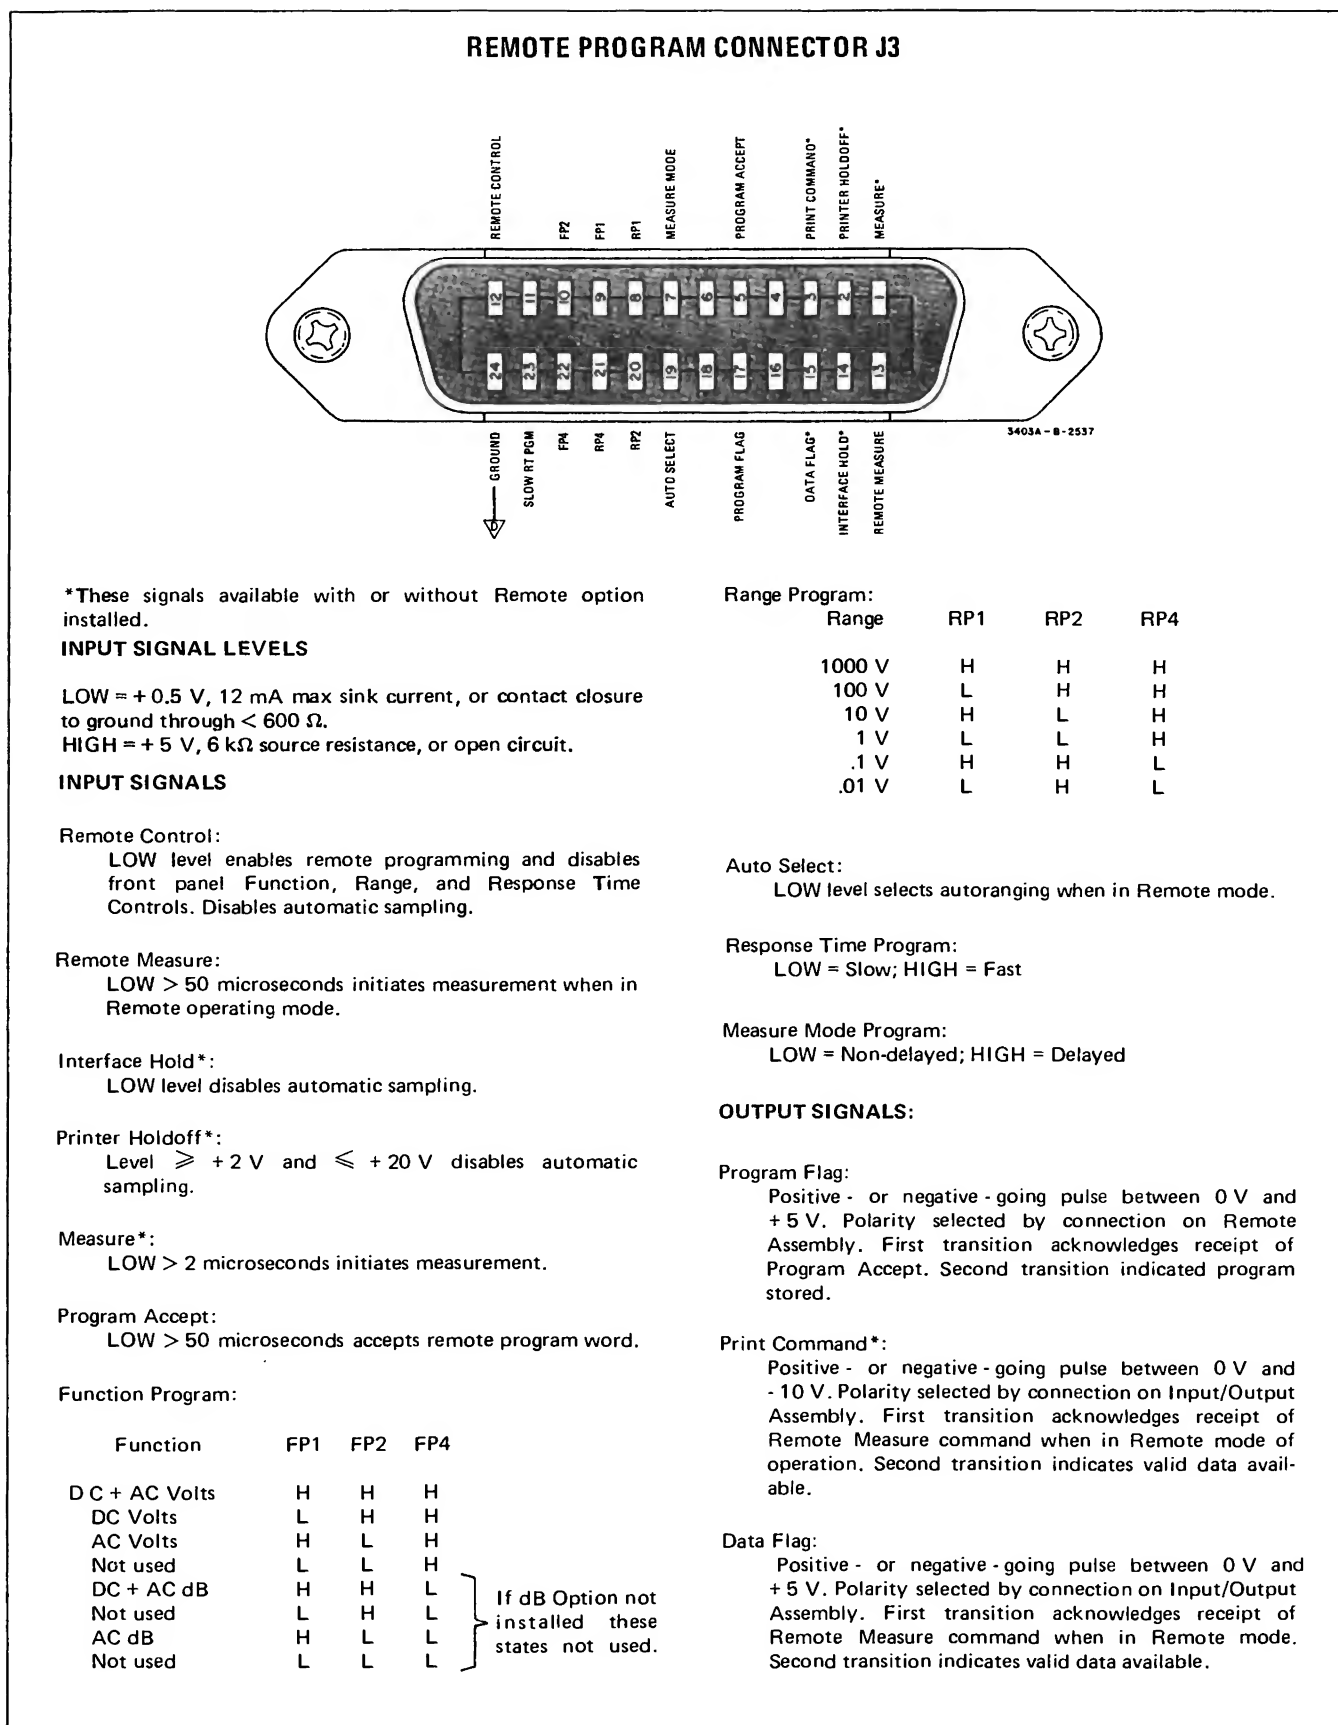 REMOTE PROGRAM CONNECTOR J3
REMOTE CONTROL
FP2
FP1
RP1
MEASURE MODE
PROGRAM ACCEPT
PRINT COMMAND*
PRINTER HOLDOFF*
MEASURE*
12 11 10 9 8 7 6 5 4 3 2 1
24 23 22 21 20 19 18 17 16 15 14 13
GROUND
SLOW RT PGM
FP4
RP4
RP2
AUTO SELECT
PROGRAM FLAG
DATA FLAG*
INTERFACE HOLD*
REMOTE MEASURE
D
3403A-B-2537
*These signals available with or without Remote option
installed.
INPUT SIGNAL LEVELS
LOW = + 0.5 V, 12 mA max sink current, or contact closure
to ground through < 600 Ω.
HIGH = + 5 V, 6 kΩ source resistance, or open circuit.
INPUT SIGNALS
Remote Control:
LOW level enables remote programming and disables
front panel Function, Range, and Response Time
Controls. Disables automatic sampling.
Remote Measure:
LOW > 50 microseconds initiates measurement when in
Remote operating mode.
Interface Hold*:
LOW level disables automatic sampling.
Printer Holdoff*:
Level ⩾ + 2 V and ⩽ + 20 V disables automatic
sampling.
Measure*:
LOW > 2 microseconds initiates measurement.
Program Accept:
LOW > 50 microseconds accepts remote program word.
Function Program:
Function FP1 FP2 FP4
D C + AC Volts H H H
DC Volts L H H
AC Volts H L H
Not used L L H
DC + AC dB H H L
Not used L H L
AC dB H L L
Not used L L L
If dB Option not
installed these
states not used.
Range Program:
Range RP1 RP2 RP4
1000 V H H H
100 V L H H
10 V H L H
1 V L L H
.1 V H H L
.01 V L H L
Auto Select:
LOW level selects autoranging when in Remote mode.
Response Time Program:
LOW = Slow; HIGH = Fast
Measure Mode Program:
LOW = Non-delayed; HIGH = Delayed
OUTPUT SIGNALS:
Program Flag:
Positive - or negative - going pulse between 0 V and
+ 5 V. Polarity selected by connection on Remote
Assembly. First transition acknowledges receipt of
Program Accept. Second transition indicated program
stored.
Print Command*:
Positive - or negative - going pulse between 0 V and
- 10 V. Polarity selected by connection on Input/Output
Assembly. First transition acknowledges receipt of
Remote Measure command when in Remote mode of
operation. Second transition indicates valid data avail-
able.
Data Flag:
Positive - or negative - going pulse between 0 V and
+ 5 V. Polarity selected by connection on Input/Output
Assembly. First transition acknowledges receipt of
Remote Measure command when in Remote mode.
Second transition indicates valid data available.